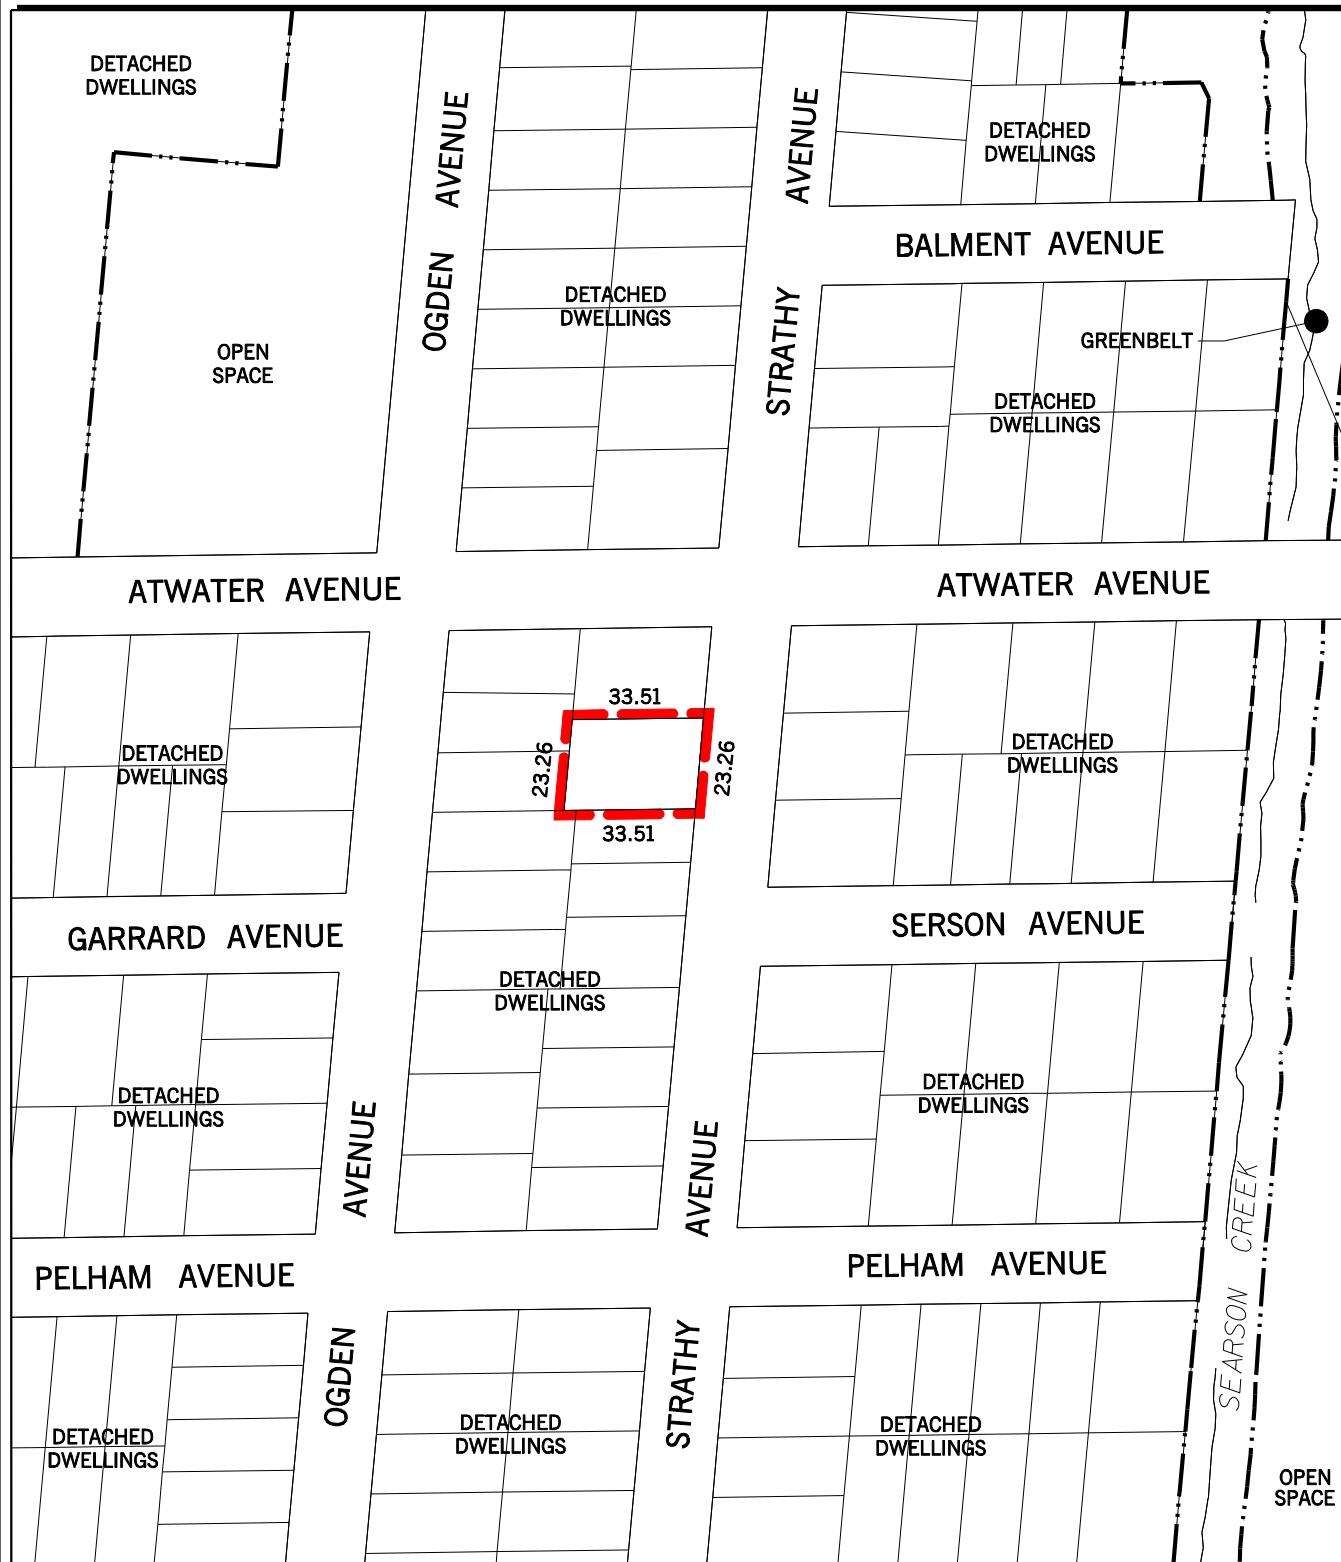 DETACHED
DWELLINGS
OGDEN AVENUE
STRATHY AVENUE
DETACHED
DWELLINGS
BALMENT AVENUE
DETACHED
DWELLINGS
GREENBELT
OPEN
SPACE
DETACHED
DWELLINGS
ATWATER AVENUE
ATWATER AVENUE
33.51
23.26
23.26
33.51
DETACHED
DWELLINGS
DETACHED
DWELLINGS
GARRARD AVENUE
SERSON AVENUE
DETACHED
DWELLINGS
DETACHED
DWELLINGS
DETACHED
DWELLINGS
OGDEN AVENUE
STRATHY AVENUE
PELHAM AVENUE
PELHAM AVENUE
SEARSON CREEK
DETACHED
DWELLINGS
DETACHED
DWELLINGS
DETACHED
DWELLINGS
OPEN
SPACE